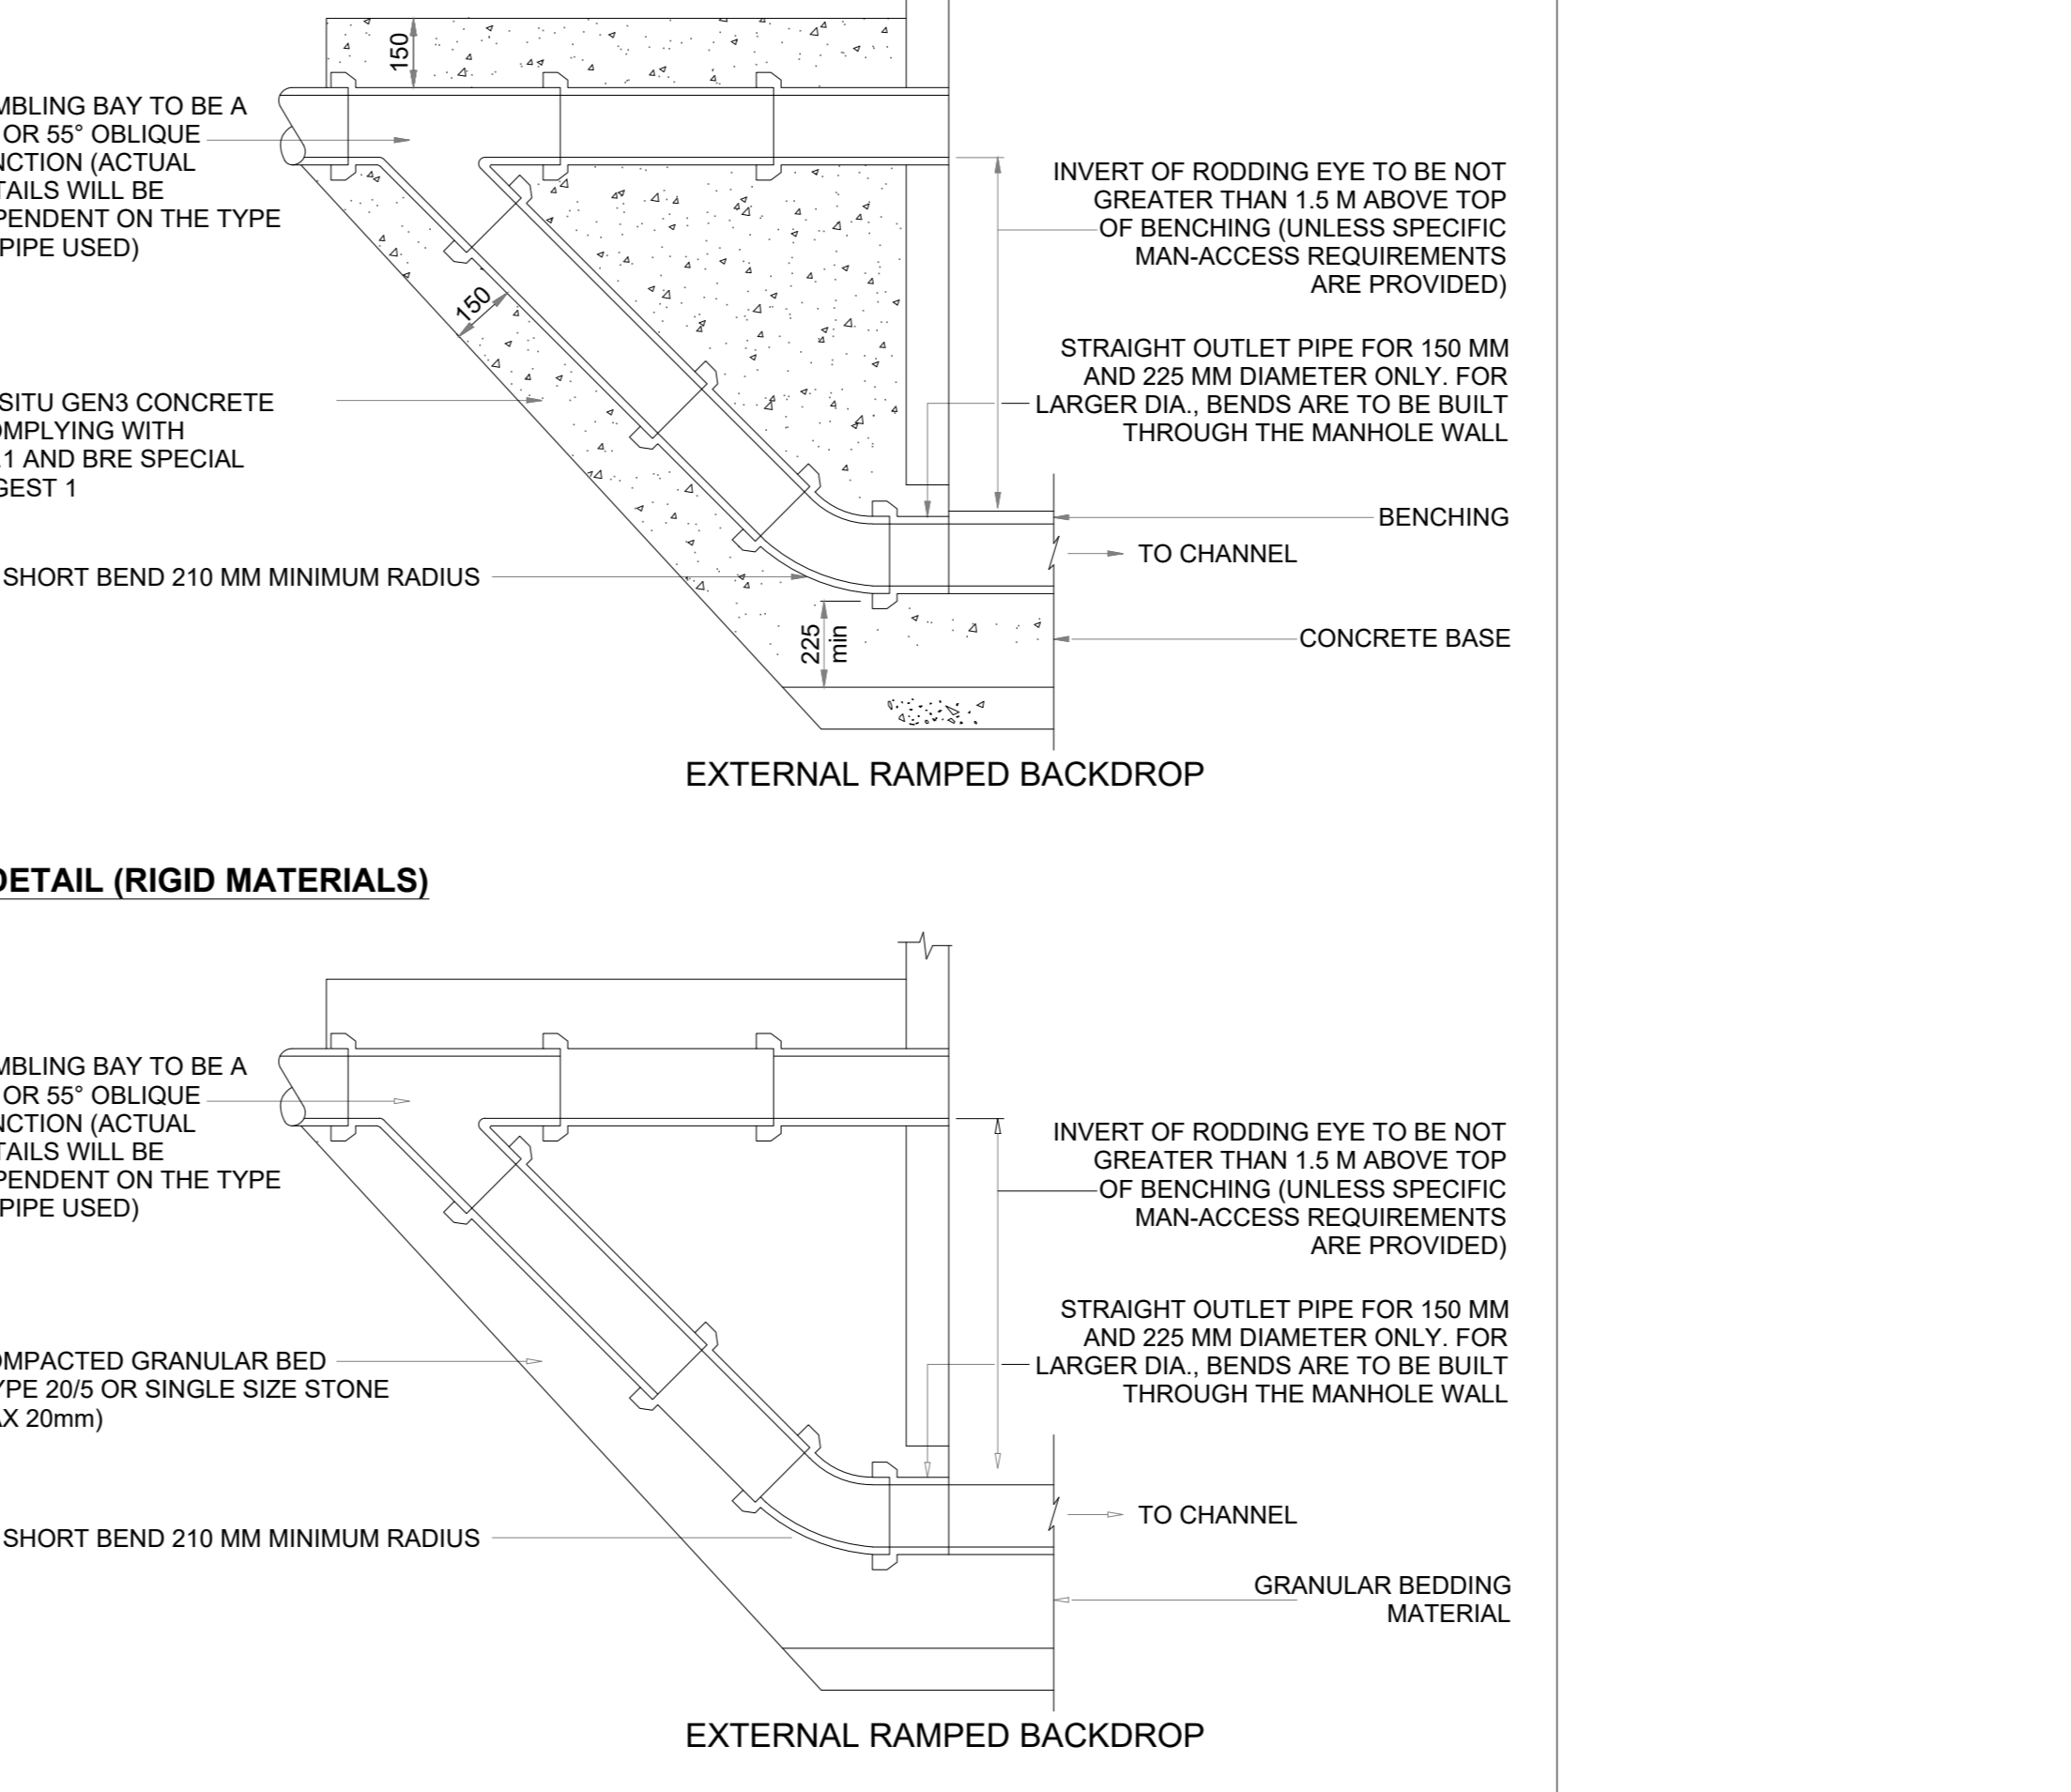 150
MBLING BAY TO BE A
OR 55° OBLIQUE
NCTION (ACTUAL
TAILS WILL BE
PENDENT ON THE TYPE
PIPE USED)
150
SITU GEN3 CONCRETE
OMPLYING WITH
.1 AND BRE SPECIAL
GEST 1
SHORT BEND 210 MM MINIMUM RADIUS
225
min
INVERT OF RODDING EYE TO BE NOT
GREATER THAN 1.5 M ABOVE TOP
OF BENCHING (UNLESS SPECIFIC
MAN-ACCESS REQUIREMENTS
ARE PROVIDED)
STRAIGHT OUTLET PIPE FOR 150 MM
AND 225 MM DIAMETER ONLY. FOR
LARGER DIA., BENDS ARE TO BE BUILT
THROUGH THE MANHOLE WALL
BENCHING
TO CHANNEL
CONCRETE BASE
EXTERNAL RAMPED BACKDROP
DETAIL (RIGID MATERIALS)
MBLING BAY TO BE A
OR 55° OBLIQUE
NCTION (ACTUAL
TAILS WILL BE
PENDENT ON THE TYPE
PIPE USED)
OMPACTED GRANULAR BED
YPE 20/5 OR SINGLE SIZE STONE
AX 20mm)
SHORT BEND 210 MM MINIMUM RADIUS
INVERT OF RODDING EYE TO BE NOT
GREATER THAN 1.5 M ABOVE TOP
OF BENCHING (UNLESS SPECIFIC
MAN-ACCESS REQUIREMENTS
ARE PROVIDED)
STRAIGHT OUTLET PIPE FOR 150 MM
AND 225 MM DIAMETER ONLY. FOR
LARGER DIA., BENDS ARE TO BE BUILT
THROUGH THE MANHOLE WALL
TO CHANNEL
GRANULAR BEDDING
MATERIAL
EXTERNAL RAMPED BACKDROP